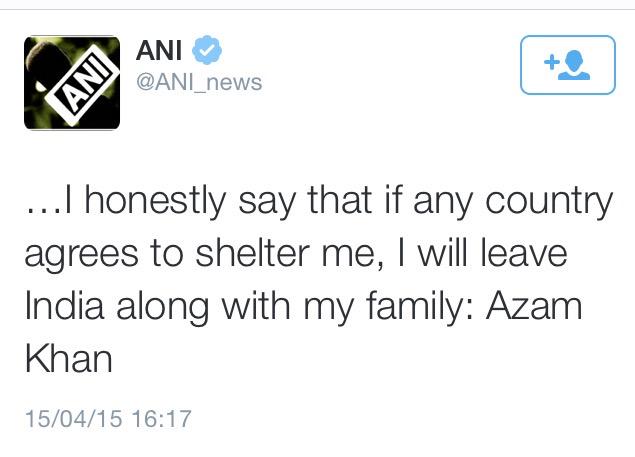 ANI
@ANI_news
ANI
...I honestly say that if any country
agrees to shelter me, I will leave
India along with my family: Azam
Khan
15/04/15 16:17